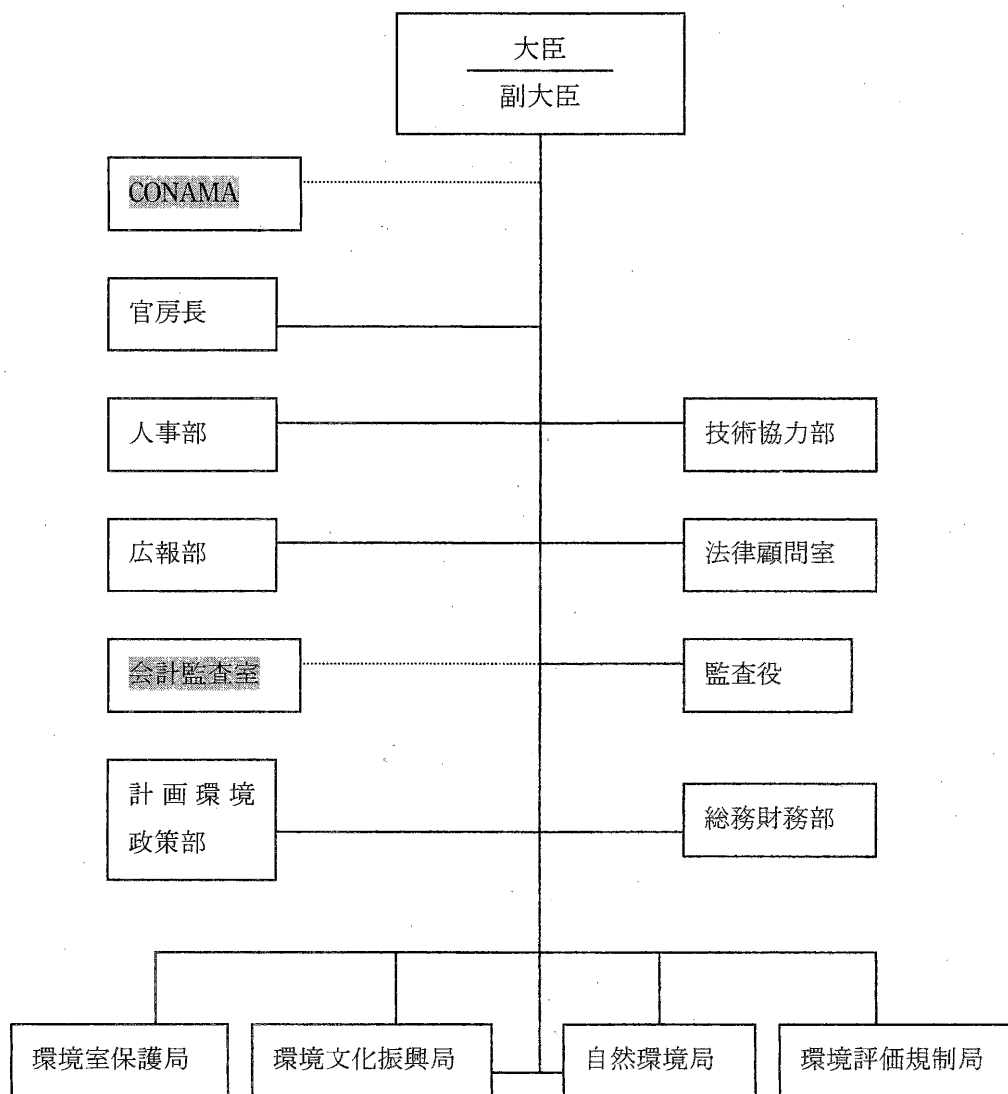 大臣
副大臣
CONAMA
官房長
人事部
技術協力部
広報部
法律顧問室
会計監査室
監査役
計画環境
政策部
総務財務部
環境室保護局
環境文化振興局
自然環境局
環境評価規制局